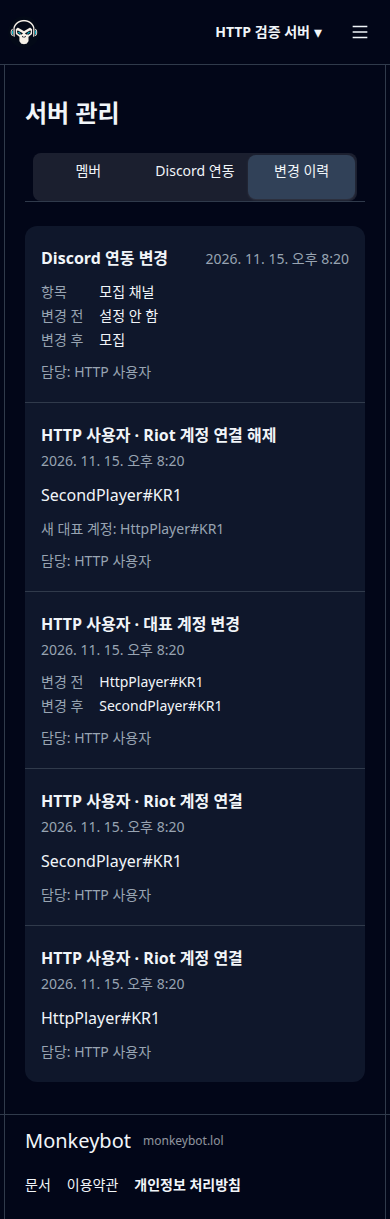 HTTP 검증 서버 ▾
서버 관리
멤버 Discord 연동 변경 이력
Discord 연동 변경 2026. 11. 15. 오후 8:20
항목 모집 채널
변경 전 설정 안 함
변경 후 모집
담당: HTTP 사용자
HTTP 사용자 · Riot 계정 연결 해제
2026. 11. 15. 오후 8:20
SecondPlayer#KR1
새 대표 계정: HttpPlayer#KR1
담당: HTTP 사용자
HTTP 사용자 · 대표 계정 변경
2026. 11. 15. 오후 8:20
변경 전 HttpPlayer#KR1
변경 후 SecondPlayer#KR1
담당: HTTP 사용자
HTTP 사용자 · Riot 계정 연결
2026. 11. 15. 오후 8:20
SecondPlayer#KR1
담당: HTTP 사용자
HTTP 사용자 · Riot 계정 연결
2026. 11. 15. 오후 8:20
HttpPlayer#KR1
담당: HTTP 사용자
Monkeybot monkeybot.lol
문서 이용약관 개인정보 처리방침